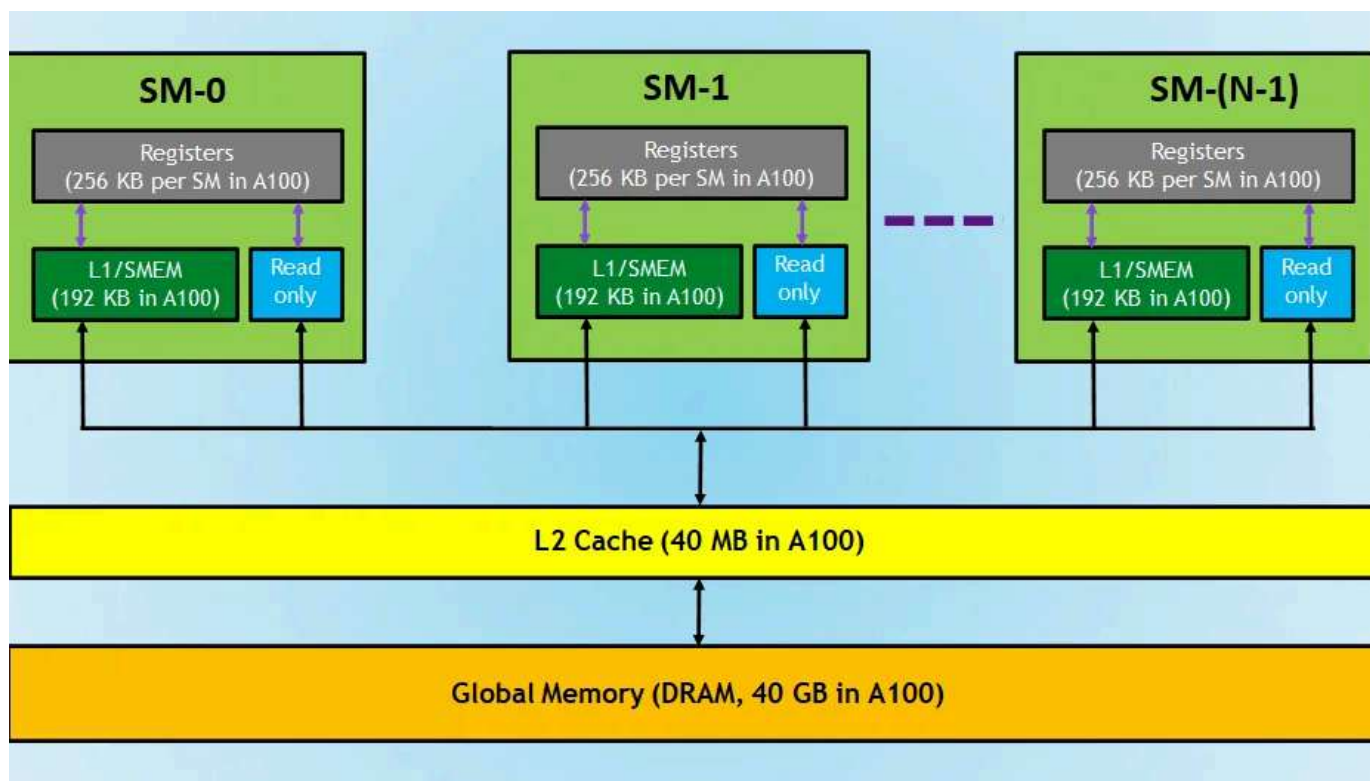 SM-0
Registers
(256 KB per SM in A100)
L1/SMEM
(192 KB in A100)
Read
only
SM-1
Registers
(256 KB per SM in A100)
L1/SMEM
(192 KB in A100)
Read
only
SM-(N-1)
Registers
(256 KB per SM in A100)
L1/SMEM
(192 KB in A100)
Read
only
L2 Cache (40 MB in A100)
Global Memory (DRAM, 40 GB in A100)